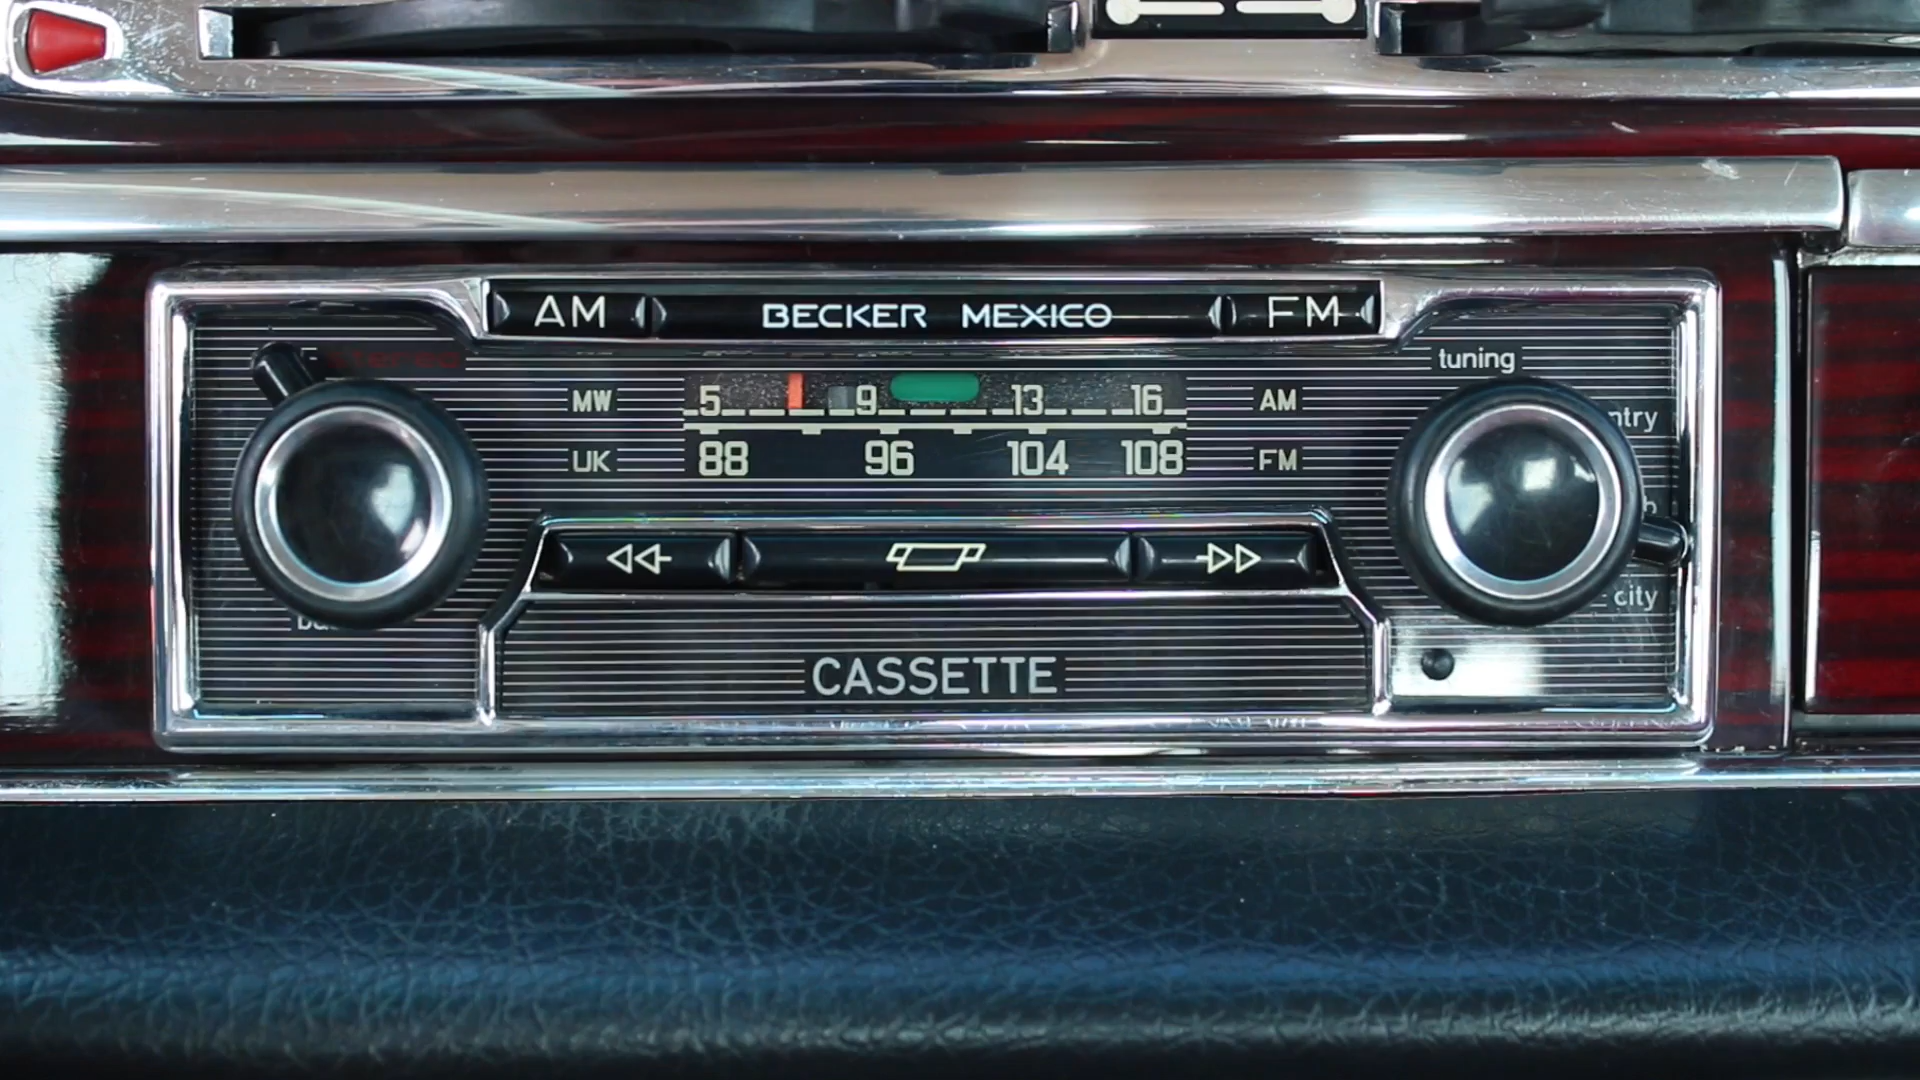 AM BECKER MEXICO FM
stereo tuning
MW 5 9 13 16 AM
UK 88 96 104 108 FM
city
CASSETTE